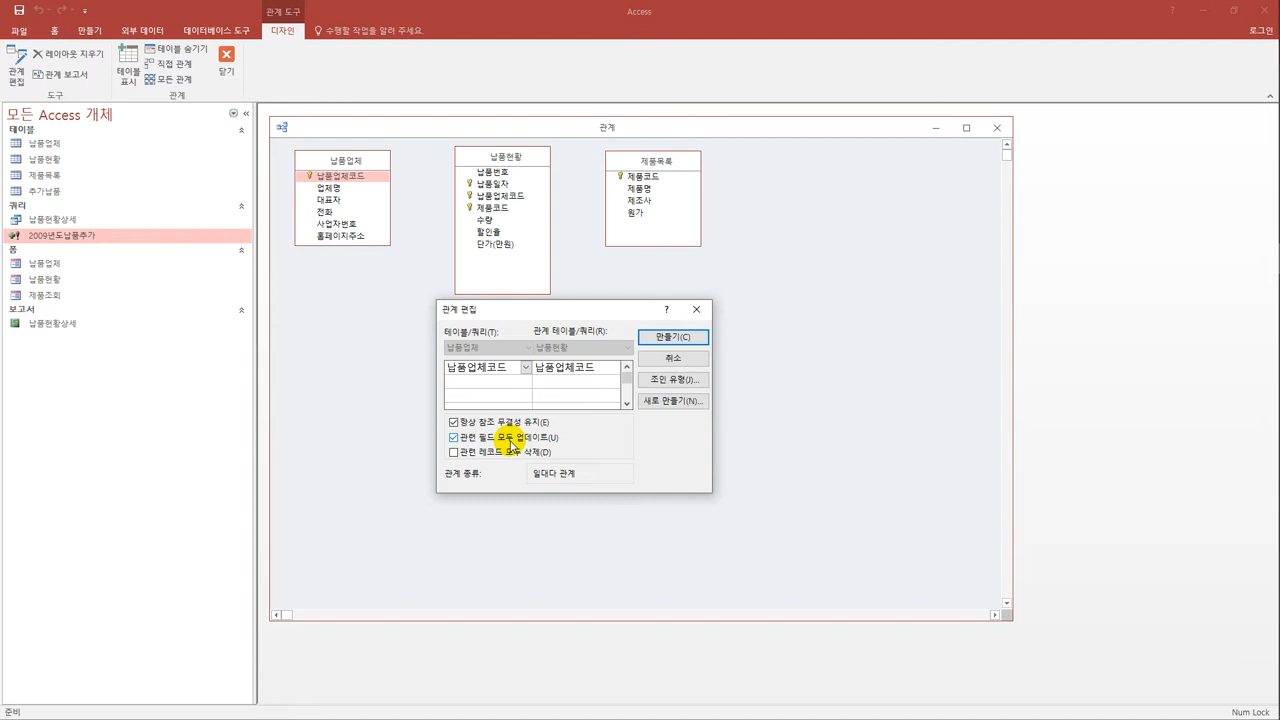 관계 도구
Access
파일
홈
만들기
외부 데이터
데이터베이스 도구
디자인
수행할 작업을 알려 주세요.
로그인
관계 편집
레이아웃 지우기
관계 보고서
도구
테이블 표시
테이블 숨기기
직접 관계
모든 관계
관계
닫기
모든 Access 개체
테이블
납품업체
납품현황
제품목록
추가납품
쿼리
납품현황상세
2009년도납품추가
폼
납품업체
납품현황
제품조회
보고서
납품현황상세
관계
납품업체
납품업체코드
업체명
대표자
전화
사업자번호
홈페이지주소
납품현황
납품번호
납품일자
납품업체코드
제품코드
수량
할인율
단가(만원)
제품목록
제품코드
제품명
제조사
원가
관계 편집
?
테이블/쿼리(T):
관계 테이블/쿼리(R):
납품업체
납품현황
납품업체코드
납품업체코드
만들기(C)
취소
조인 유형(J)...
새로 만들기(N)...
항상 참조 무결성 유지(E)
관련 필드 모두 업데이트(U)
관련 레코드 모두 삭제(D)
관계 종류:
일대다 관계
준비
Num Lock